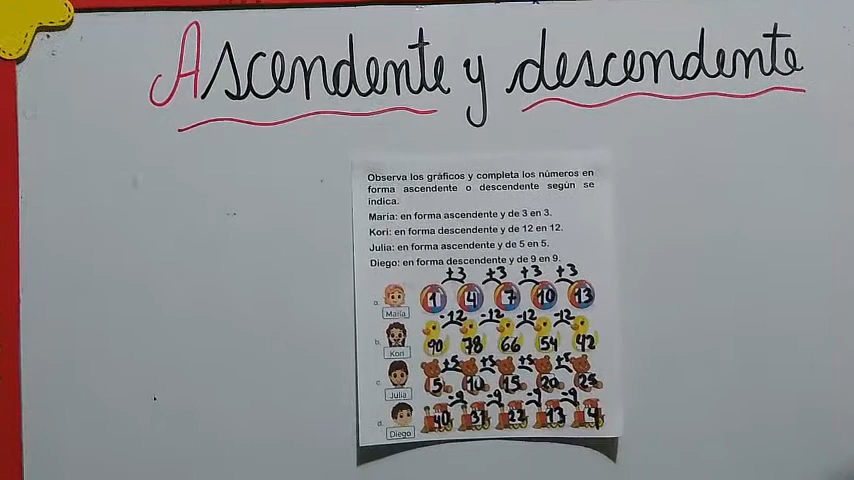 Ascendente y descendente
Observa los gráficos y completa los números en
forma ascendente o descendente según se
indica.
María: en forma ascendente y de 3 en 3.
Kori: en forma descendente y de 12 en 12.
Julia: en forma ascendente y de 5 en 5.
Diego: en forma descendente y de 9 en 9.
+3 +3 +3 +3
a. 1 4 7 10 13
María
-12 -12 -12 -12
b. 90 78 66 54 42
Kori
+5 +5 +5 +5
c. 5 10 15 20 25
Julia
-9 -9 -9 -9
d. 40 31 22 13 4
Diego